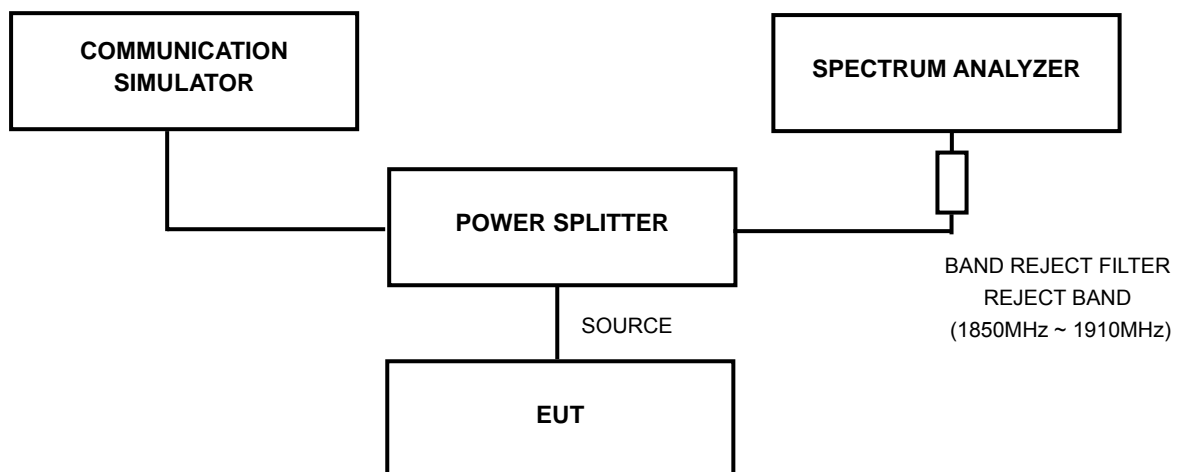 COMMUNICATION
SIMULATOR
SPECTRUM ANALYZER
POWER SPLITTER
BAND REJECT FILTER
REJECT BAND
(1850MHz ~ 1910MHz)
SOURCE
EUT